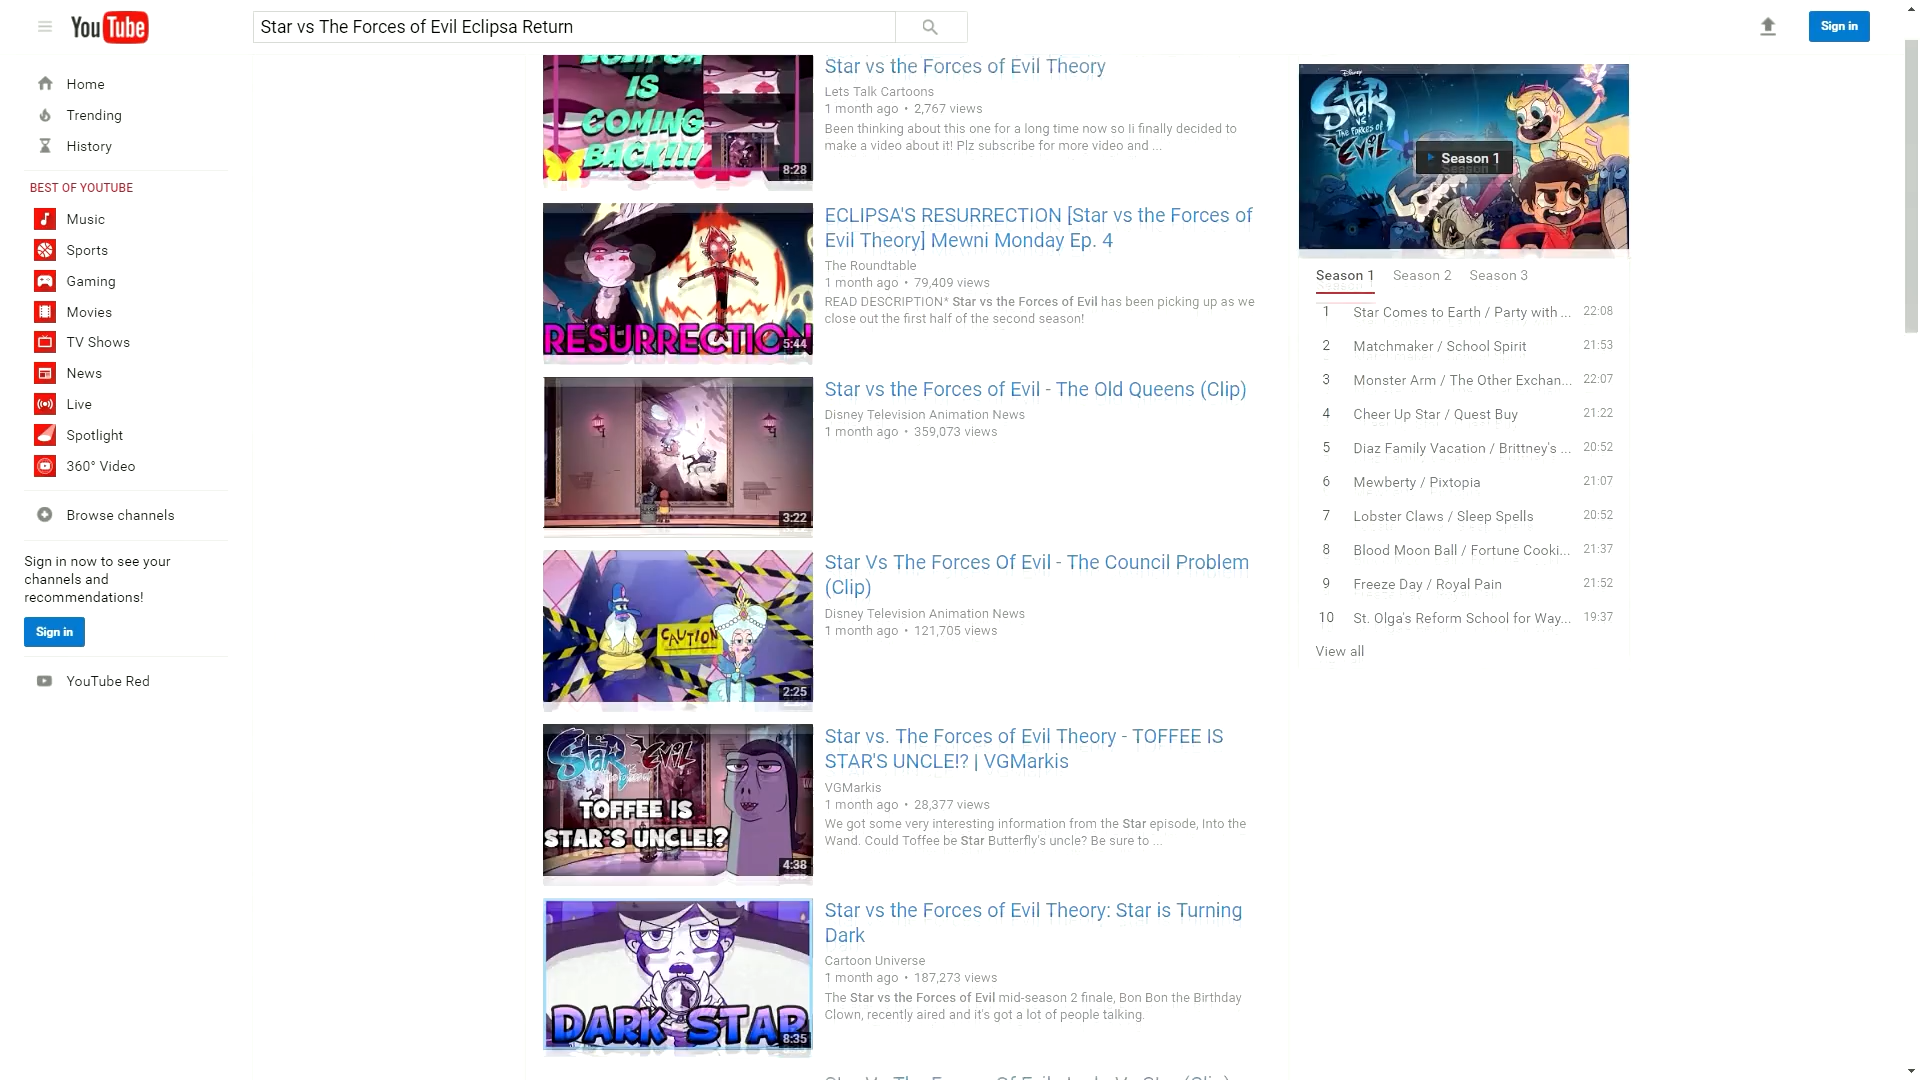 YouTube
Star vs The Forces of Evil Eclipsa Return
Sign in
Home
Trending
History
BEST OF YOUTUBE
Music
Sports
Gaming
Movies
TV Shows
News
Live
Spotlight
360° Video
Browse channels
Sign in now to see your
channels and
recommendations!
Sign in
YouTube Red
ECLIPSA
IS
COMING
BACK!!!
8:28
Star vs the Forces of Evil Theory
Lets Talk Cartoons
1 month ago • 2,767 views
Been thinking about this one for a long time now so Ii finally decided to
make a video about it! Plz subscribe for more video and ...
RESURRECTION
5:44
ECLIPSA'S RESURRECTION [Star vs the Forces of
Evil Theory] Mewni Monday Ep. 4
The Roundtable
1 month ago • 79,409 views
READ DESCRIPTION* Star vs the Forces of Evil has been picking up as we
close out the first half of the second season!
3:22
Star vs the Forces of Evil - The Old Queens (Clip)
Disney Television Animation News
1 month ago • 359,073 views
CAUTION
2:25
Star Vs The Forces Of Evil - The Council Problem
(Clip)
Disney Television Animation News
1 month ago • 121,705 views
STAR EVIL
TOFFEE IS
STAR'S UNCLE!?
4:38
Star vs. The Forces of Evil Theory - TOFFEE IS
STAR'S UNCLE!? | VGMarkis
VGMarkis
1 month ago • 28,377 views
We got some very interesting information from the Star episode, Into the
Wand. Could Toffee be Star Butterfly's uncle? Be sure to ...
DARK STAR
8:35
Star vs the Forces of Evil Theory: Star is Turning
Dark
Cartoon Universe
1 month ago • 187,273 views
The Star vs the Forces of Evil mid-season 2 finale, Bon Bon the Birthday
Clown, recently aired and it's got a lot of people talking.
Disney
STAR
VS
THE FORCES OF
EVIL
Season 1
Season 1 Season 2 Season 3
1 Star Comes to Earth / Party with ... 22:08
2 Matchmaker / School Spirit 21:53
3 Monster Arm / The Other Exchan... 22:07
4 Cheer Up Star / Quest Buy 21:22
5 Diaz Family Vacation / Brittney's ... 20:52
6 Mewberty / Pixtopia 21:07
7 Lobster Claws / Sleep Spells 20:52
8 Blood Moon Ball / Fortune Cooki... 21:37
9 Freeze Day / Royal Pain 21:52
10 St. Olga's Reform School for Way... 19:37
View all